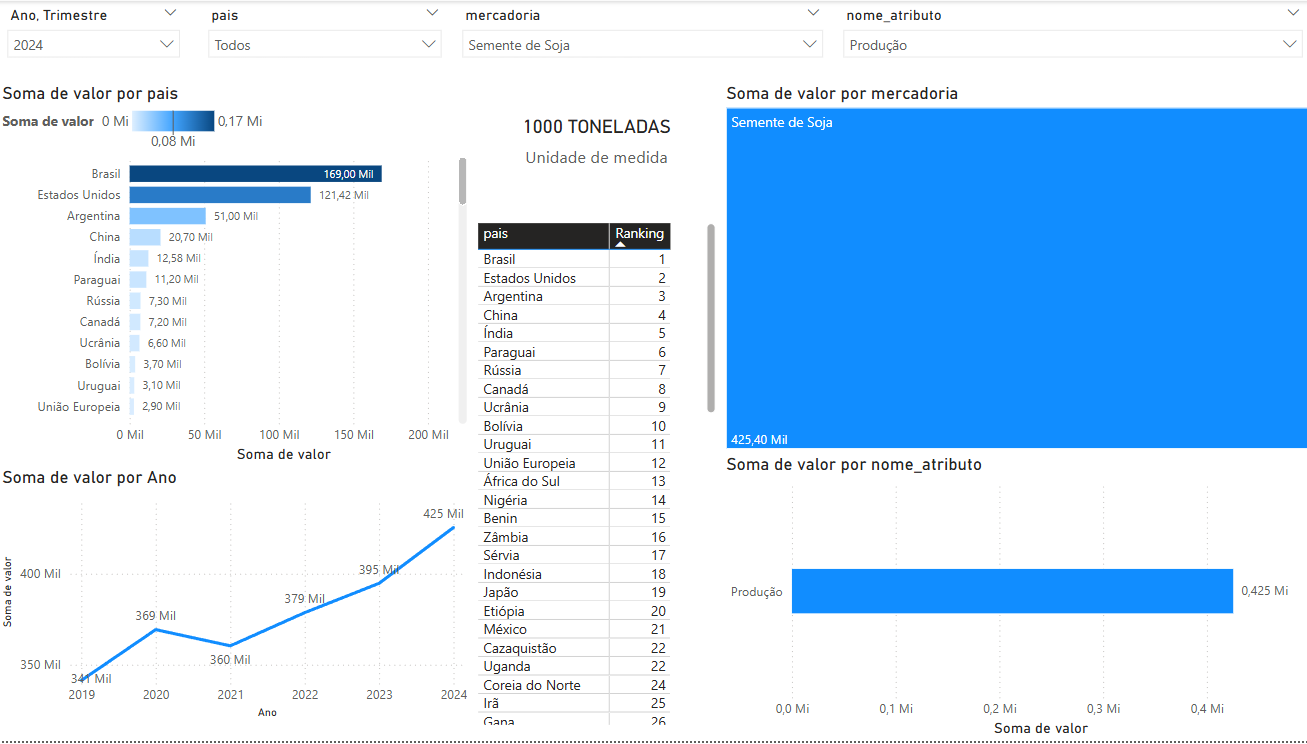 Ano, Trimestre
2024
pais
Todos
mercadoria
Semente de Soja
nome_atributo
Produção
Soma de valor por pais
Soma de valor 0 Mi 0,17 Mi
0,08 Mi
Brasil 169,00 Mil
Estados Unidos 121,42 Mil
Argentina 51,00 Mil
China 20,70 Mil
Índia 12,58 Mil
Paraguai 11,20 Mil
Rússia 7,30 Mil
Canadá 7,20 Mil
Ucrânia 6,60 Mil
Bolívia 3,70 Mil
Uruguai 3,10 Mil
União Europeia 2,90 Mil
0 Mil 50 Mil 100 Mil 150 Mil 200 Mil
Soma de valor
Soma de valor por Ano
Soma de valor
400 Mil
350 Mil
341 Mil
369 Mil
360 Mil
379 Mil
395 Mil
425 Mil
2019 2020 2021 2022 2023 2024
Ano
1000 TONELADAS
Unidade de medida
pais Ranking
Brasil 1
Estados Unidos 2
Argentina 3
China 4
Índia 5
Paraguai 6
Rússia 7
Canadá 8
Ucrânia 9
Bolívia 10
Uruguai 11
União Europeia 12
África do Sul 13
Nigéria 14
Benin 15
Zâmbia 16
Sérvia 17
Indonésia 18
Japão 19
Etiópia 20
México 21
Cazaquistão 22
Uganda 22
Coreia do Norte 24
Irã 25
Gana 26
Soma de valor por mercadoria
Semente de Soja
425,40 Mil
Soma de valor por nome_atributo
Produção 0,425 Mi
0,0 Mi 0,1 Mi 0,2 Mi 0,3 Mi 0,4 Mi
Soma de valor